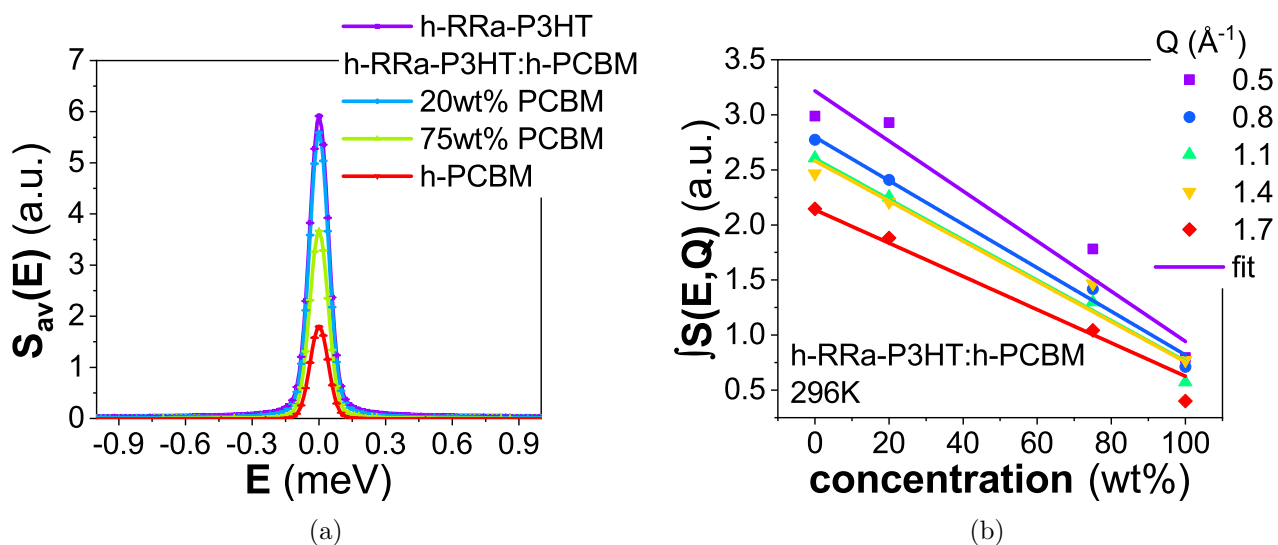 h-RRa-P3HT
h-RRa-P3HT:h-PCBM
20wt% PCBM
75wt% PCBM
h-PCBM
7
6
5
4
3
2
1
0
Sav(E) (a.u.)
-0.9 -0.6 -0.3 0.0 0.3 0.6 0.9
E (meV)
(a)
Q (Å-1)
0.5
0.8
1.1
1.4
1.7
fit
3.5
3.0
2.5
2.0
1.5
1.0
0.5
∫S(E,Q) (a.u.)
h-RRa-P3HT:h-PCBM
296K
0 20 40 60 80 100
concentration (wt%)
(b)